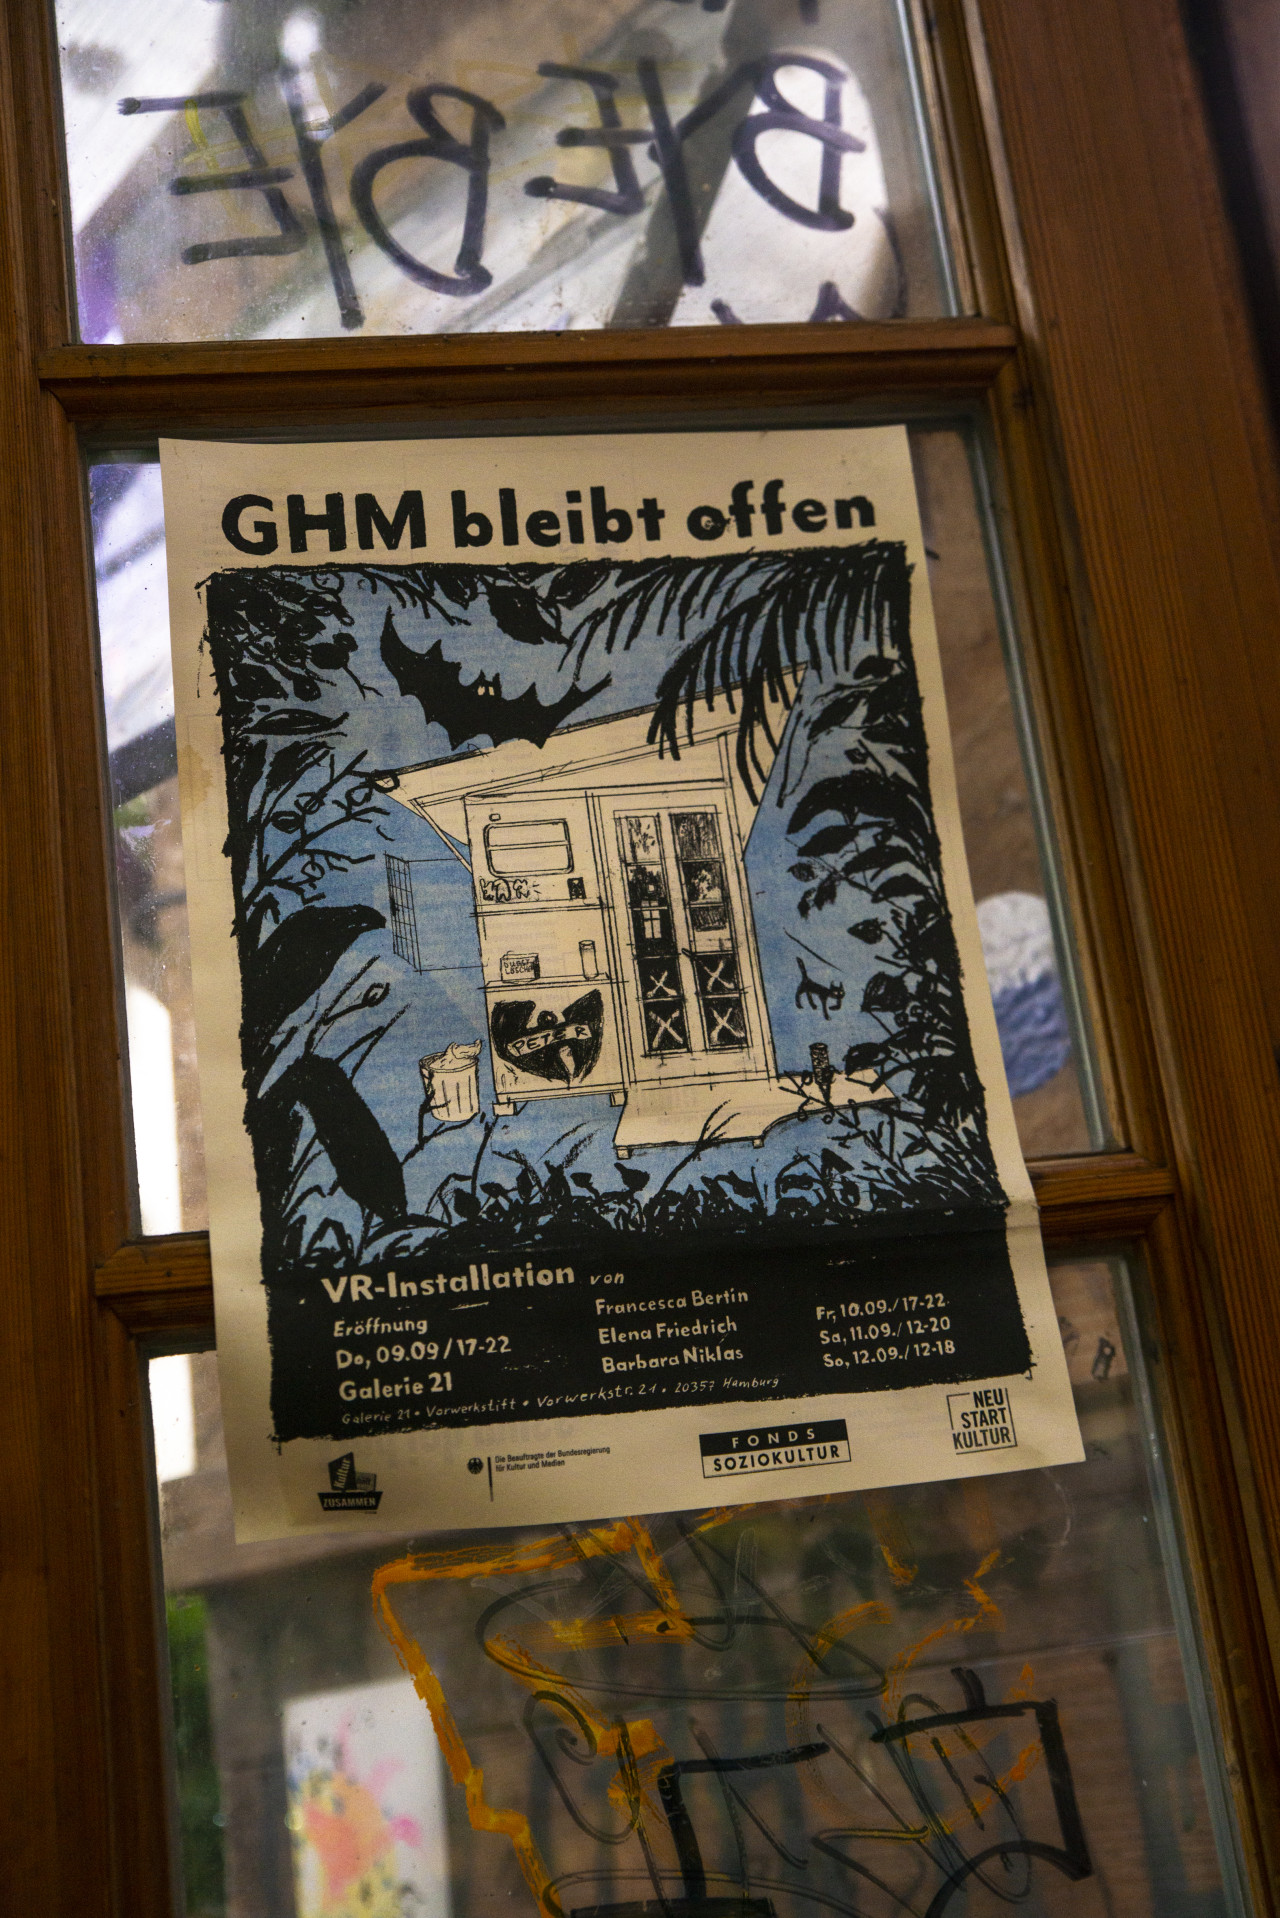 BYE BYE
GHM bleibt offen
PETER
VR-Installation von
Eröffnung
Do, 09.09 / 17-22
Galerie 21
Francesca Bertin
Elena Friedrich
Barbara Niklas
Fr, 10.09. / 17-22
Sa, 11.09. / 12-20
So, 12.09. / 12-18
Galerie 21 • Vorwerkstift • Vorwerkstr. 21 • 20357 Hamburg
Kultur
ZUSAMMEN
Die Beauftragte der Bundesregierung
für Kultur und Medien
FONDS
SOZIOKULTUR
NEU
START
KULTUR